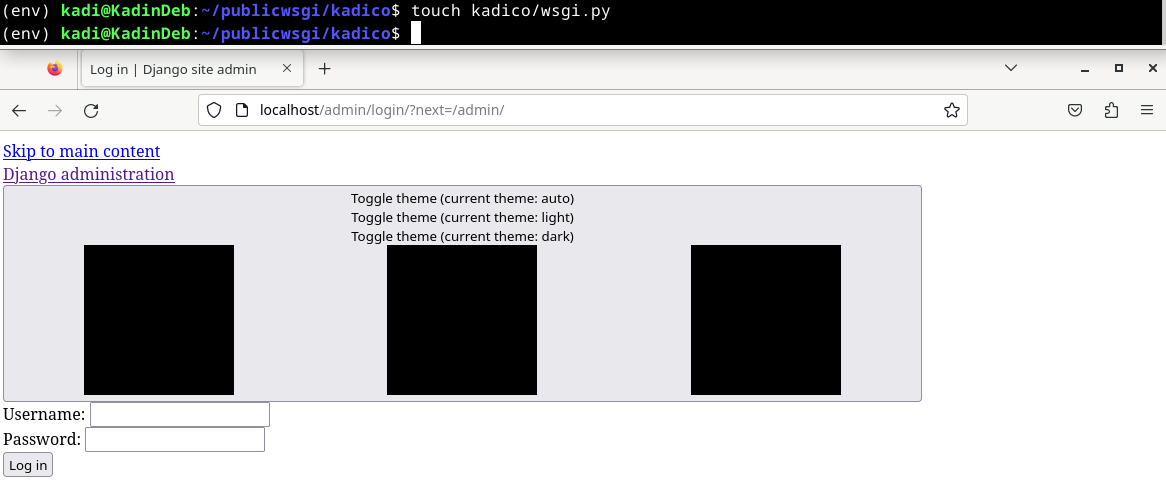 (env) kadi@KadinDeb:~/publicwsgi/kadico$ touch kadico/wsgi.py
(env) kadi@KadinDeb:~/publicwsgi/kadico$
Log in | Django site admin
localhost/admin/login/?next=/admin/
Skip to main content
Django administration
Toggle theme (current theme: auto)
Toggle theme (current theme: light)
Toggle theme (current theme: dark)
Username:
Password:
Log in